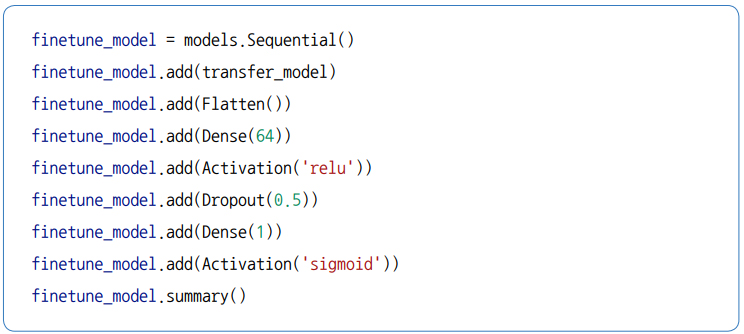 finetune_model = models.Sequential()
finetune_model.add(transfer_model)
finetune_model.add(Flatten())
finetune_model.add(Dense(64))
finetune_model.add(Activation('relu'))
finetune_model.add(Dropout(0.5))
finetune_model.add(Dense(1))
finetune_model.add(Activation('sigmoid'))
finetune_model.summary()